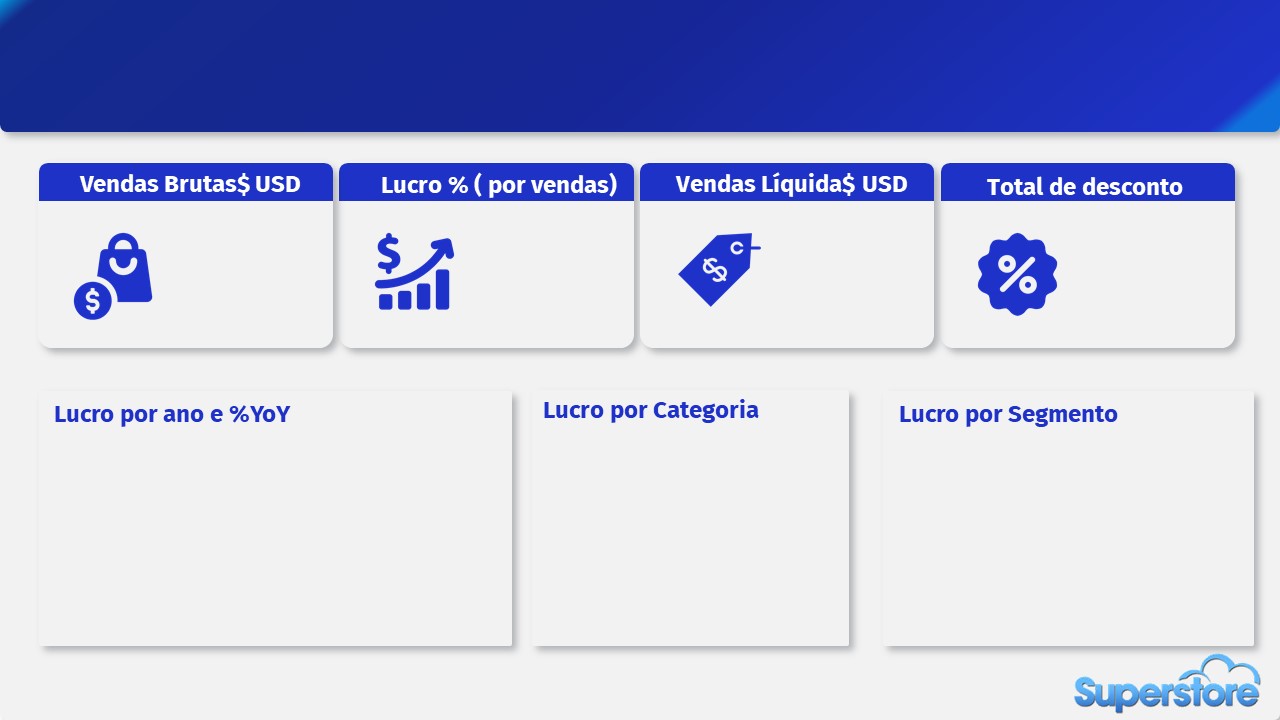 Vendas Brutas$ USD
Lucro % ( por vendas)
Vendas Líquida$ USD
Total de desconto
$
$
$
%
Lucro por ano e %YoY
Lucro por Categoria
Lucro por Segmento
Superstore